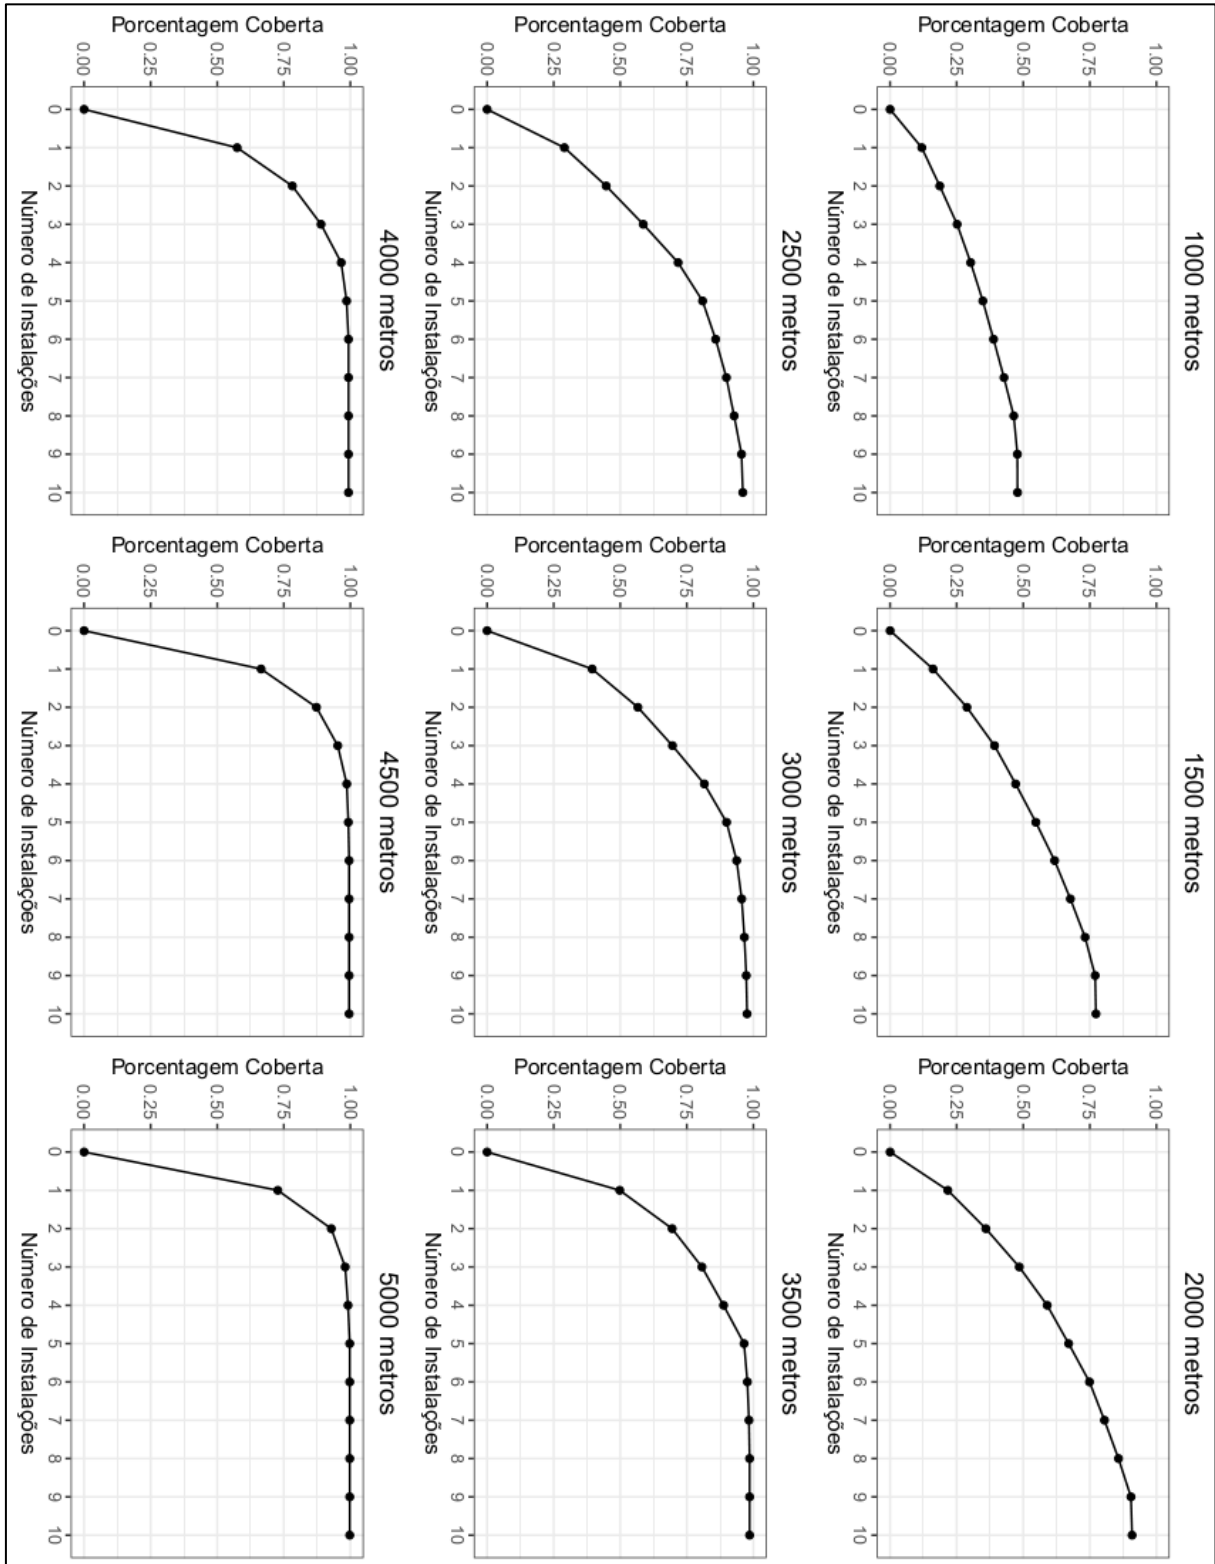 1000 metros
Porcentagem Coberta
1.00
0.75
0.50
0.25
0.00
0 1 2 3 4 5 6 7 8 9 10
Número de Instalações
1500 metros
Porcentagem Coberta
1.00
0.75
0.50
0.25
0.00
0 1 2 3 4 5 6 7 8 9 10
Número de Instalações
2000 metros
Porcentagem Coberta
1.00
0.75
0.50
0.25
0.00
0 1 2 3 4 5 6 7 8 9 10
Número de Instalações
2500 metros
Porcentagem Coberta
1.00
0.75
0.50
0.25
0.00
0 1 2 3 4 5 6 7 8 9 10
Número de Instalações
3000 metros
Porcentagem Coberta
1.00
0.75
0.50
0.25
0.00
0 1 2 3 4 5 6 7 8 9 10
Número de Instalações
3500 metros
Porcentagem Coberta
1.00
0.75
0.50
0.25
0.00
0 1 2 3 4 5 6 7 8 9 10
Número de Instalações
4000 metros
Porcentagem Coberta
1.00
0.75
0.50
0.25
0.00
0 1 2 3 4 5 6 7 8 9 10
Número de Instalações
4500 metros
Porcentagem Coberta
1.00
0.75
0.50
0.25
0.00
0 1 2 3 4 5 6 7 8 9 10
Número de Instalações
5000 metros
Porcentagem Coberta
1.00
0.75
0.50
0.25
0.00
0 1 2 3 4 5 6 7 8 9 10
Número de Instalações